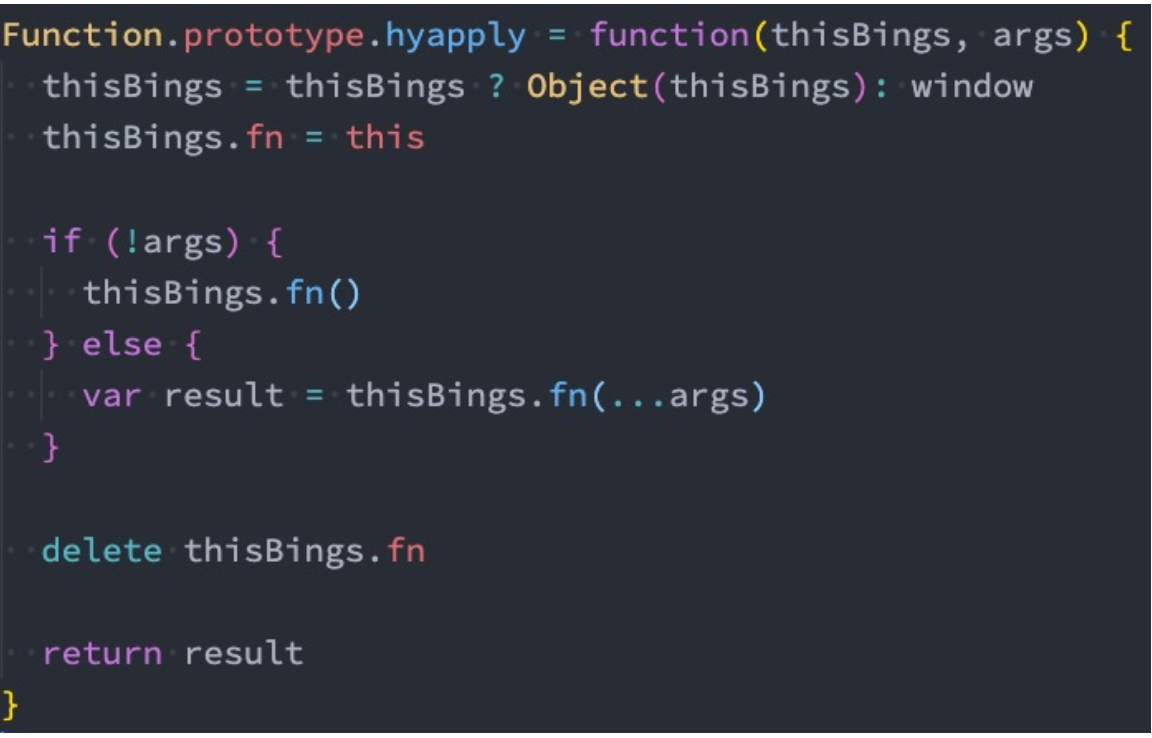 Function.prototype.hyapply = function(thisBings, args) {
  thisBings = thisBings ? Object(thisBings): window
  thisBings.fn = this
  if (!args) {
    thisBings.fn()
  } else {
    var result = thisBings.fn(...args)
  }
  delete thisBings.fn
  return result
}